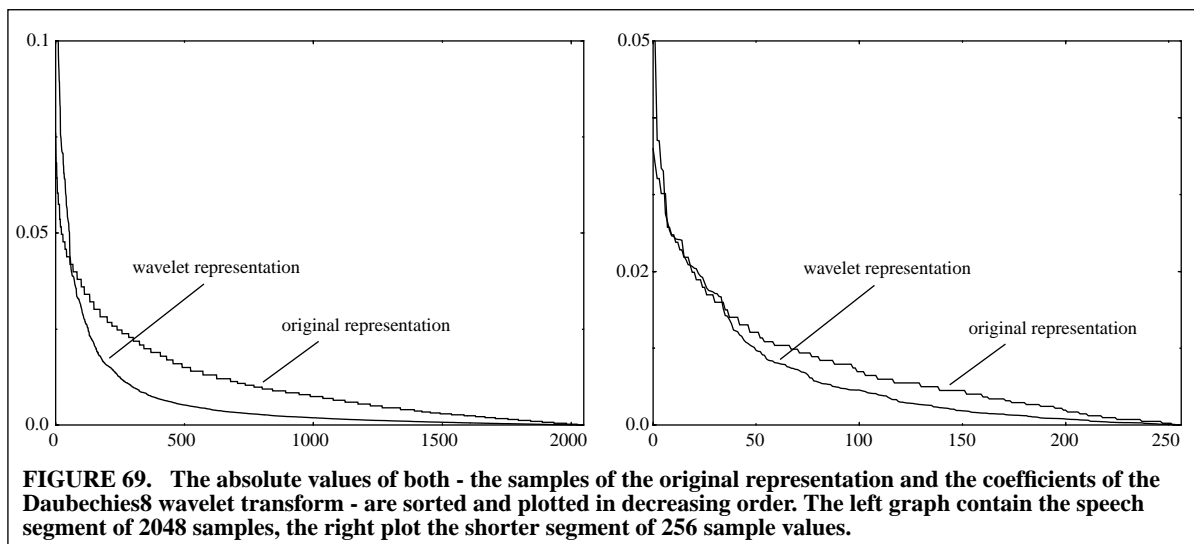 0.1
0.05
0.0
wavelet representation
original representation
0
500
1000
1500
2000
0.05
0.02
0.0
wavelet representation
original representation
0
50
100
150
200
250
FIGURE 69. The absolute values of both - the samples of the original representation and the coefficients of the
Daubechies8 wavelet transform - are sorted and plotted in decreasing order. The left graph contain the speech
segment of 2048 samples, the right plot the shorter segment of 256 sample values.